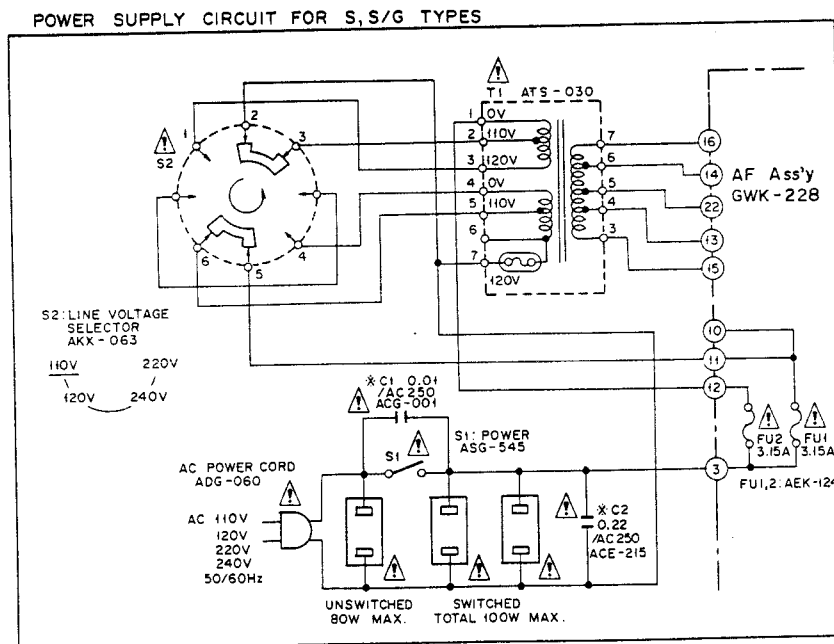 POWER SUPPLY CIRCUIT FOR S, S/G TYPES
T1 ATS-030
1
2
3
S2
6
5
4
1 0V
2 110V
3 120V
4 0V
5 110V
6
7
120V
7
6
5
4
3
16
14
22
13
15
AF Ass'y
GWK-228
10
11
12
3
S2:LINE VOLTAGE
SELECTOR
AKX-063
110V 220V
120V 240V
※C1 0.01
/AC250
ACG-001
S1:POWER
ASG-545
S1
FU2
3.15A
FU1
3.15A
FU1,2:AEK-124
AC POWER CORD
ADG-060
AC 110V
120V
220V
240V
50/60Hz
※C2
0.22
/AC250
ACE-215
UNSWITCHED
80W MAX.
SWITCHED
TOTAL 100W MAX.